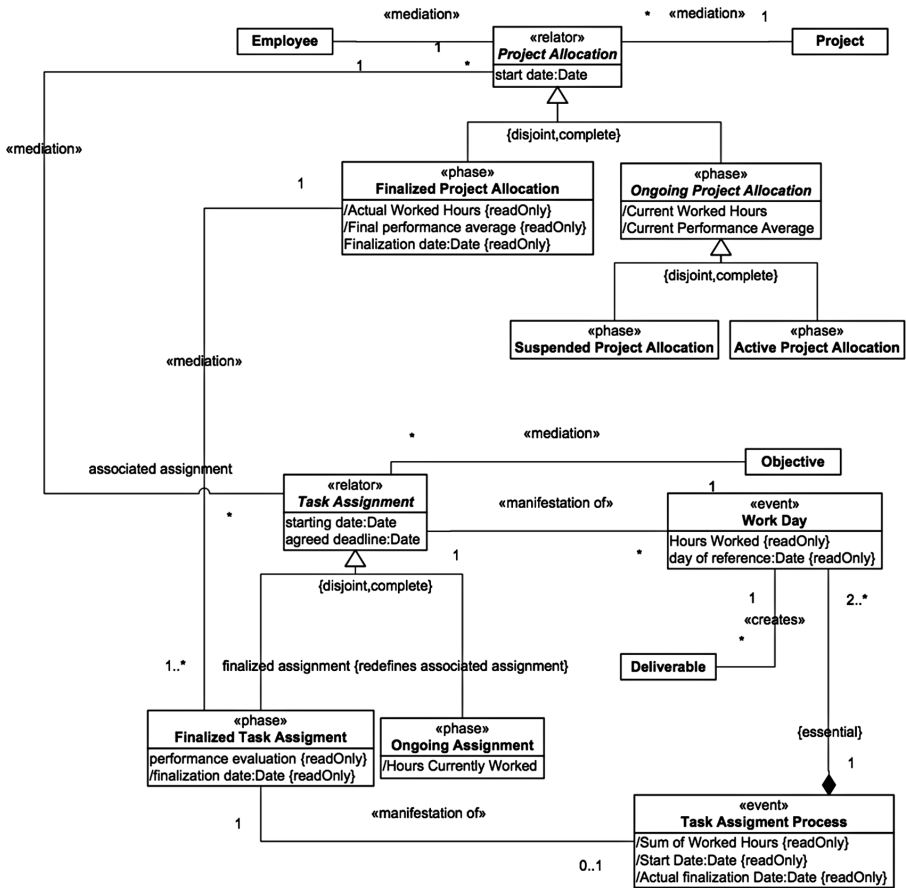 «mediation»
* «mediation» 1
Employee
«relator»
Project Allocation
start date:Date
Project
1
1
*
{disjoint,complete}
«mediation»
1
«phase»
Finalized Project Allocation
/Actual Worked Hours {readOnly}
/Final performance average {readOnly}
Finalization date:Date {readOnly}
«phase»
Ongoing Project Allocation
/Current Worked Hours
/Current Performance Average
{disjoint,complete}
«phase»
Suspended Project Allocation
«phase»
Active Project Allocation
«mediation»
*
«mediation»
Objective
associated assignment
*
«relator»
Task Assignment
starting date:Date
agreed deadline:Date
«manifestation of»
1
*
1
«event»
Work Day
Hours Worked {readOnly}
day of reference:Date {readOnly}
{disjoint,complete}
1
«creates»
*
2..*
Deliverable
1..*
finalized assignment {redefines associated assignment}
«phase»
Finalized Task Assigment
performance evaluation {readOnly}
/finalization date:Date {readOnly}
«phase»
Ongoing Assignment
/Hours Currently Worked
{essential}
1
1
«manifestation of»
0..1
«event»
Task Assigment Process
/Sum of Worked Hours {readOnly}
/Start Date:Date {readOnly}
/Actual finalization Date:Date {readOnly}